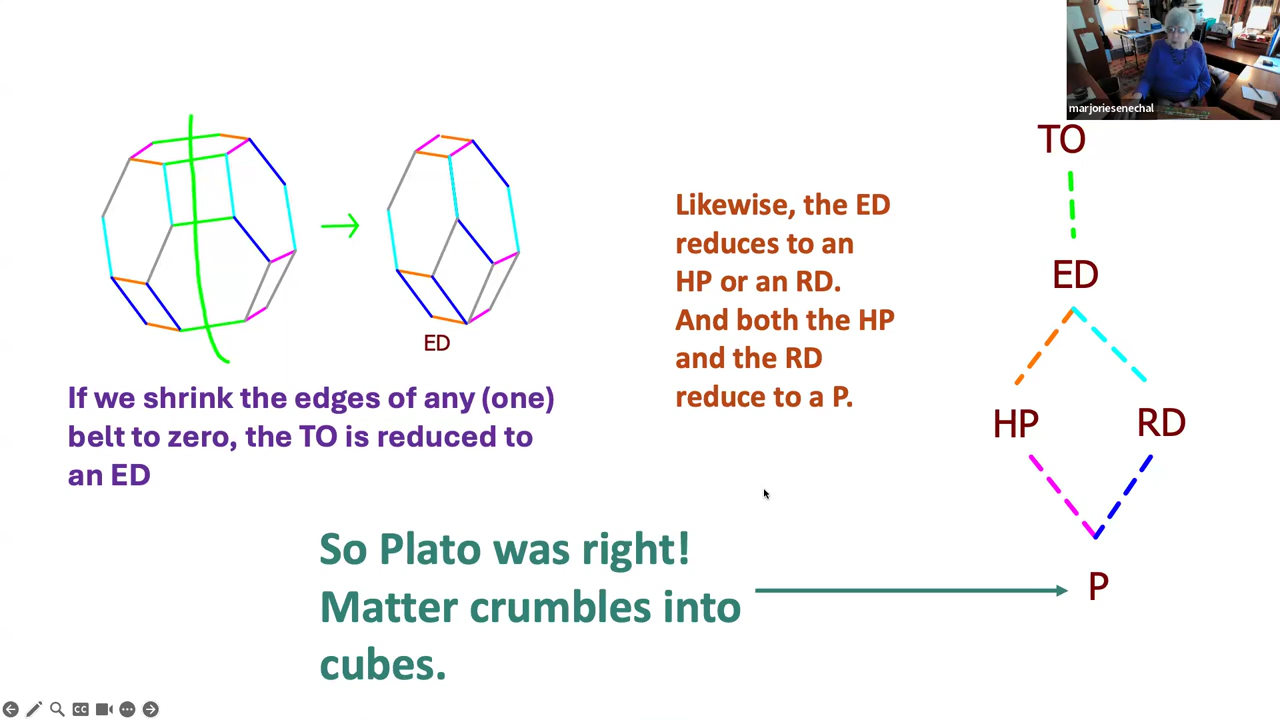 marjoriesenechal
TO
Likewise, the ED
reduces to an
HP or an RD.
And both the HP
and the RD
reduce to a P.
ED
HP
RD
P
ED
If we shrink the edges of any (one)
belt to zero, the TO is reduced to
an ED
So Plato was right!
Matter crumbles into
cubes.
CC